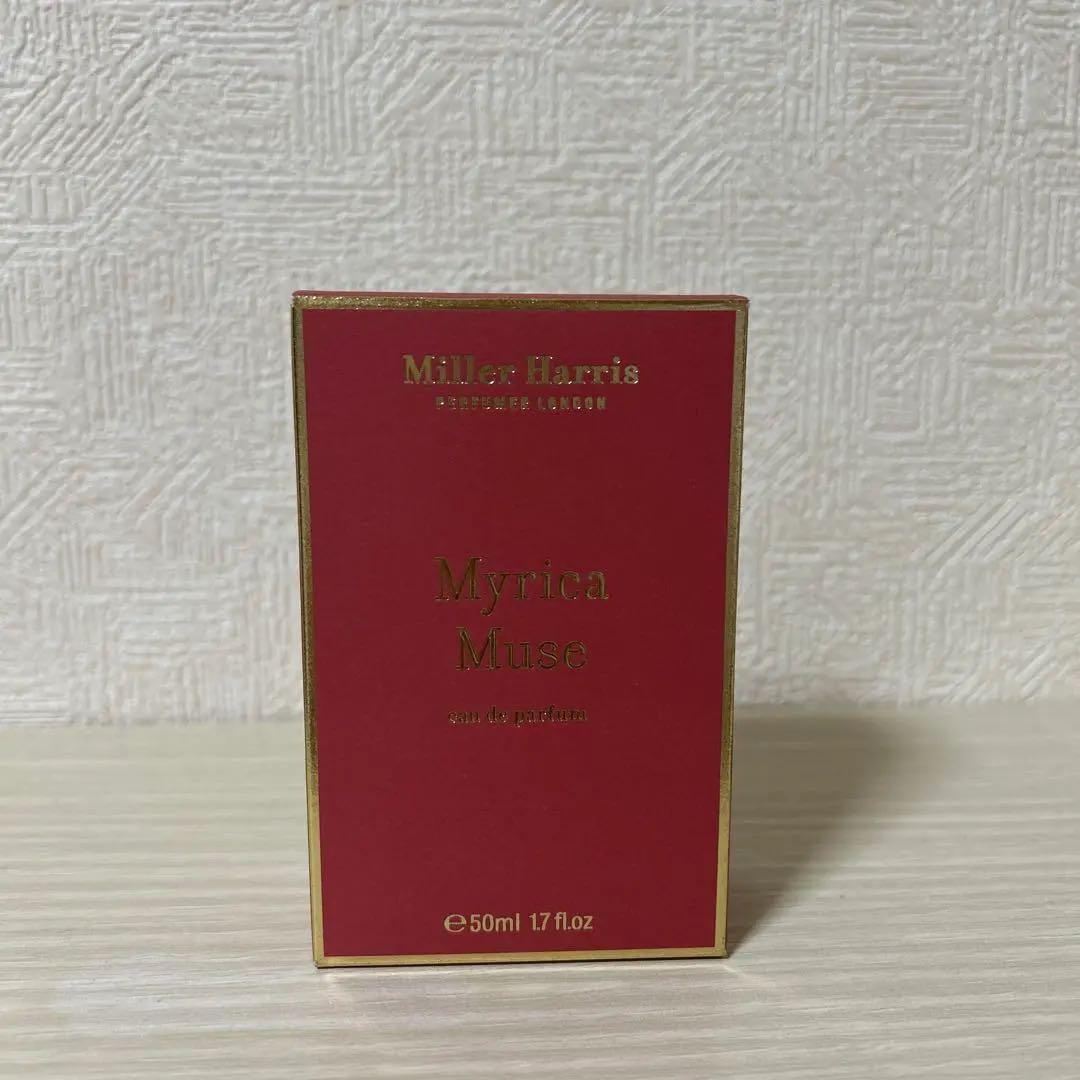 Miller Harris
PERFUMER LONDON
Myrica
Muse
eau de parfum
℮50ml 1.7 fl.oz